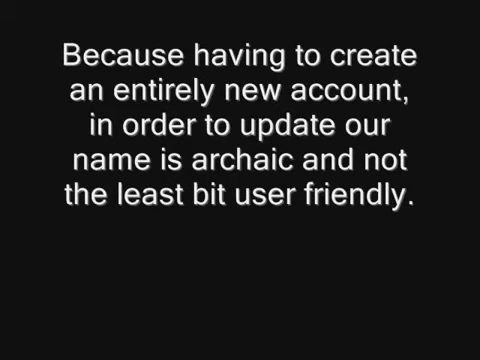 Because having to create
an entirely new account,
in order to update our
name is archaic and not
the least bit user friendly.